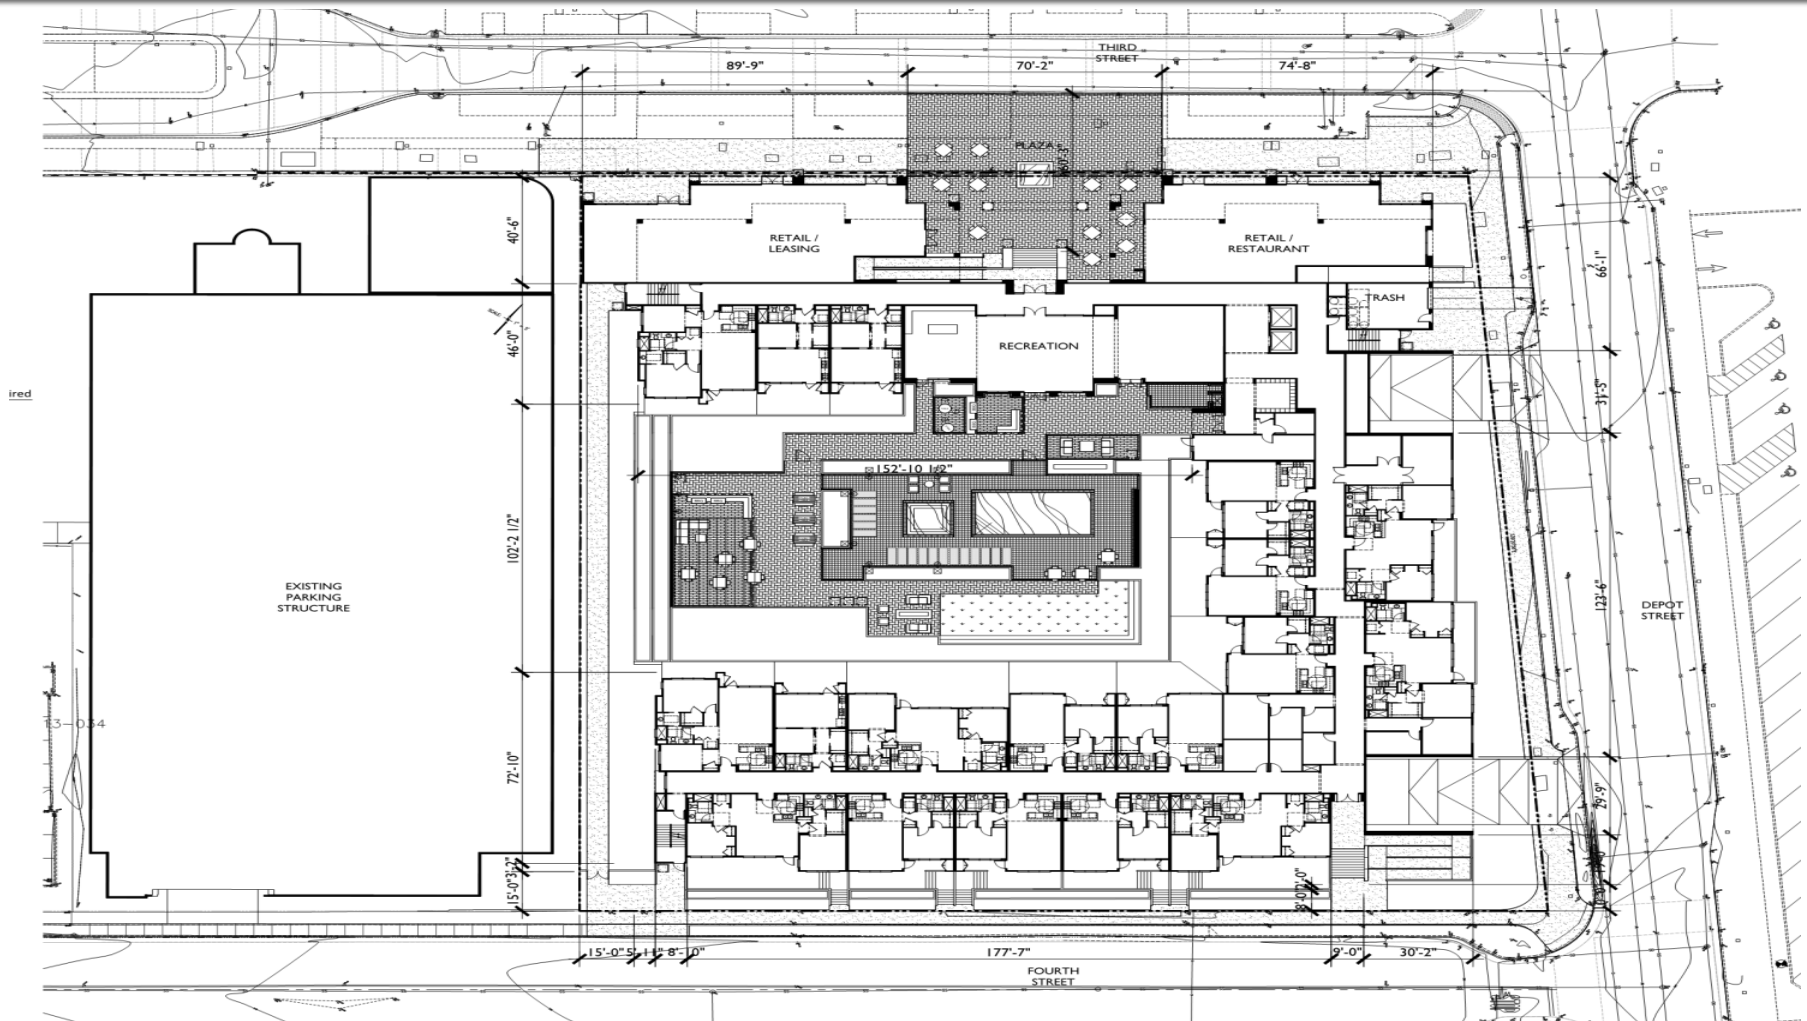 THIRD
STREET
89'-9"
70'-2"
74'-8"
PLAZA
40'-6"
RETAIL /
LEASING
RETAIL /
RESTAURANT
66'-1"
TRASH
46'-0"
RECREATION
31'-5"
ired
152'-10 1/2"
102'-2 1/2"
EXISTING
PARKING
STRUCTURE
123'-6"
DEPOT
STREET
13-034
72'-10"
29'-9"
15'-0"
15'-0"
5'-11"
8'-10"
177'-7"
9'-0"
30'-2"
FOURTH
STREET